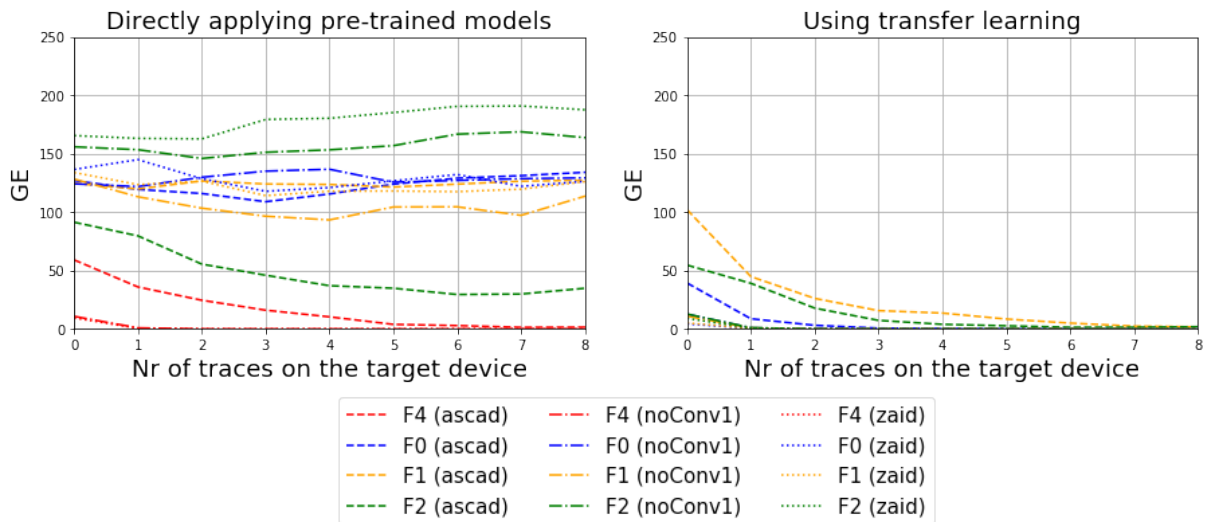 Directly applying pre-trained models
Using transfer learning
GE
250
200
150
100
50
0
0 1 2 3 4 5 6 7 8
Nr of traces on the target device
GE
250
200
150
100
50
0
0 1 2 3 4 5 6 7 8
Nr of traces on the target device
F4 (ascad) F4 (noConv1) F4 (zaid)
F0 (ascad) F0 (noConv1) F0 (zaid)
F1 (ascad) F1 (noConv1) F1 (zaid)
F2 (ascad) F2 (noConv1) F2 (zaid)